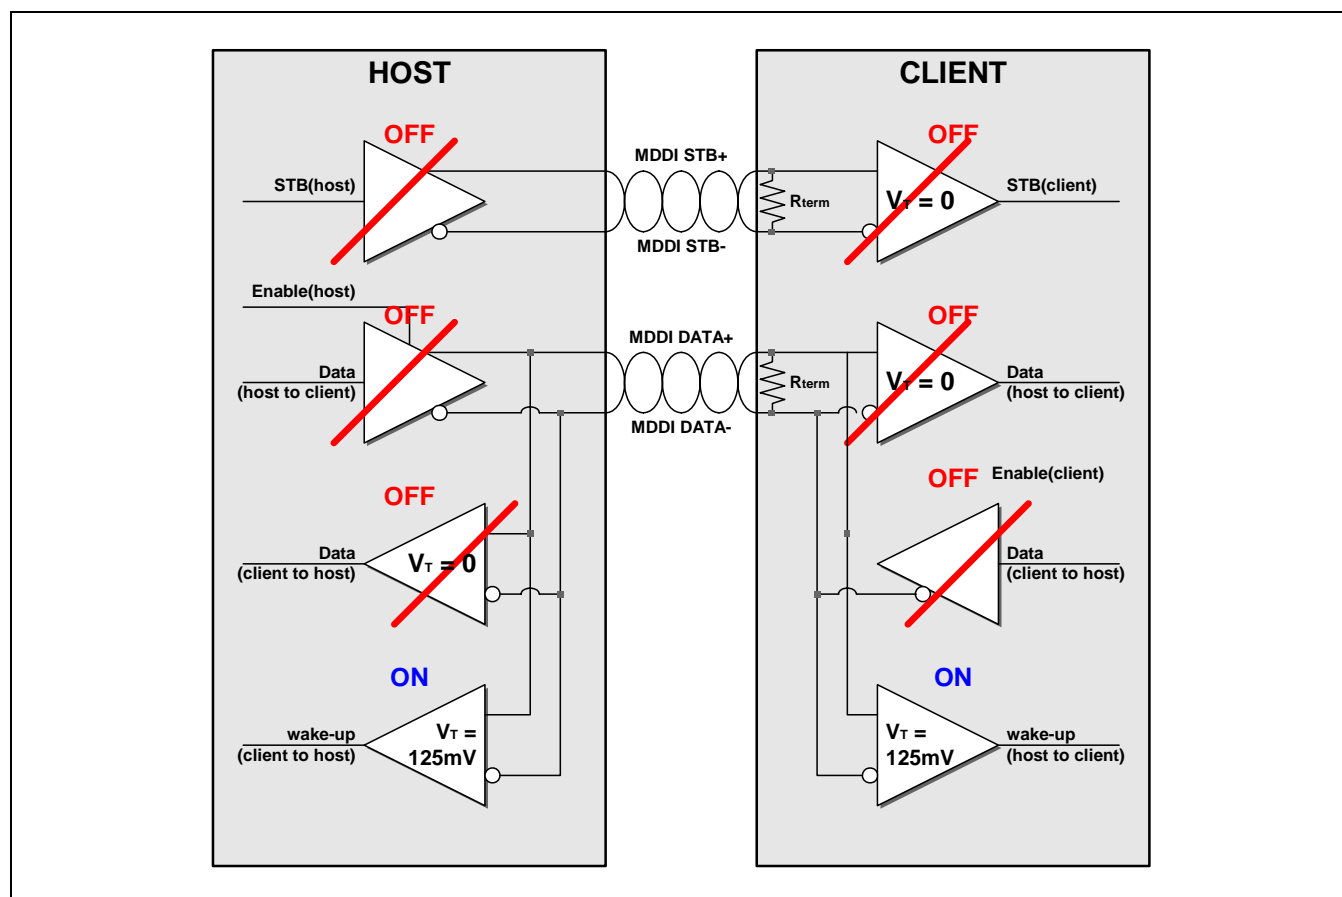 HOST
CLIENT
OFF
OFF
MDDI STB+
STB(host)
Rterm
VT = 0
STB(client)
MDDI STB-
Enable(host)
OFF
OFF
MDDI DATA+
Data
(host to client)
Rterm
VT = 0
Data
(host to client)
MDDI DATA-
OFF
OFF
Enable(client)
Data
(client to host)
VT = 0
Data
(client to host)
ON
ON
wake-up
(client to host)
VT =
125mV
VT =
125mV
wake-up
(host to client)